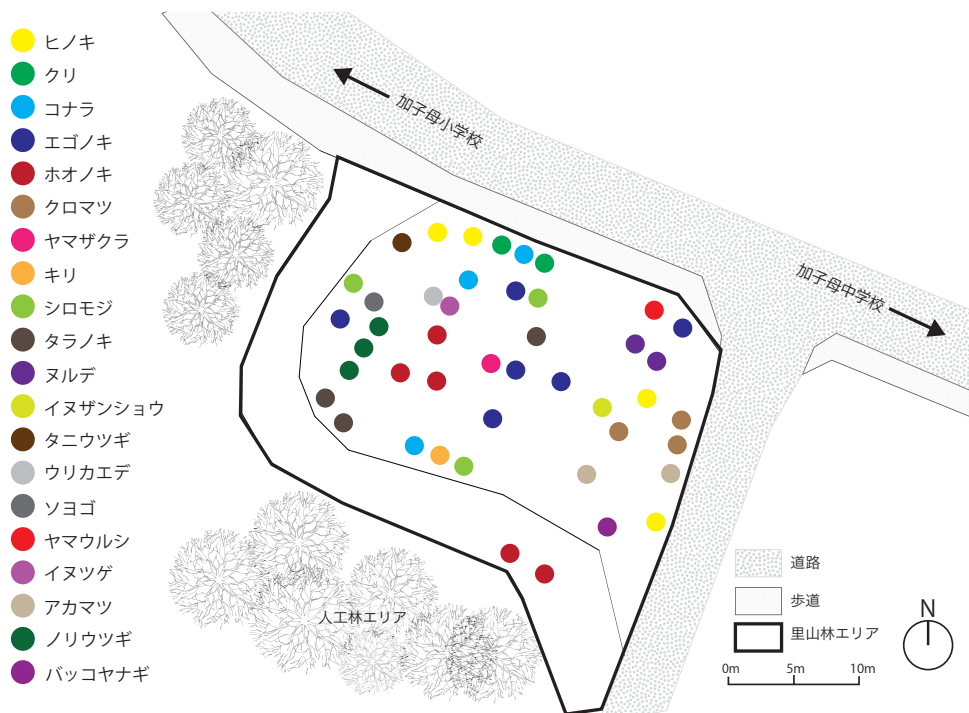 ヒノキ
クリ
コナラ
エゴノキ
ホオノキ
クロマツ
ヤマザクラ
キリ
シロモジ
タラノキ
ヌルデ
イヌザンショウ
タニウツギ
ウリカエデ
ソヨゴ
ヤマウルシ
イヌツゲ
アカマツ
ノリウツギ
バッコヤナギ
加子母小学校
加子母中学校
人工林エリア
道路
歩道
里山林エリア
0m 5m 10m
N